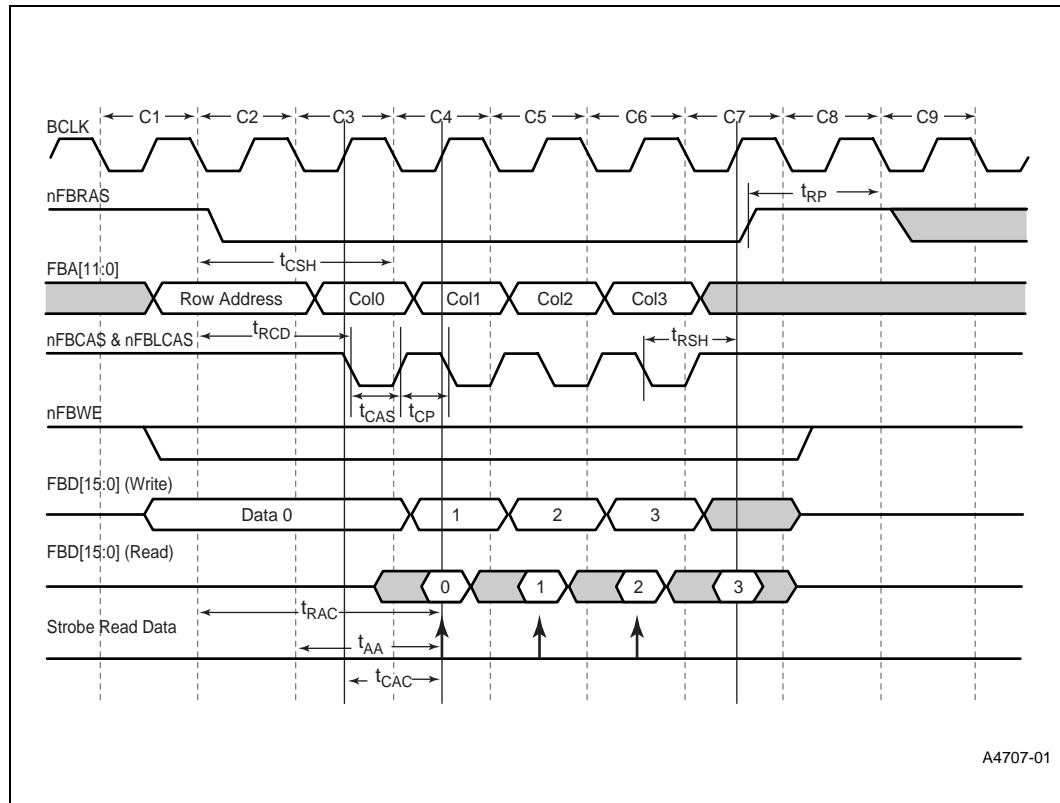 C1 C2 C3 C4 C5 C6 C7 C8 C9
BCLK
nFBRAS
tRP
tCSH
FBA[11:0]
Row Address Col0 Col1 Col2 Col3
tRCD
nFBCAS & nFBLCAS
tRSH
tCAS tCP
nFBWE
FBD[15:0] (Write)
Data 0 1 2 3
FBD[15:0] (Read)
0 1 2 3
tRAC
Strobe Read Data
tAA
tCAC
A4707-01